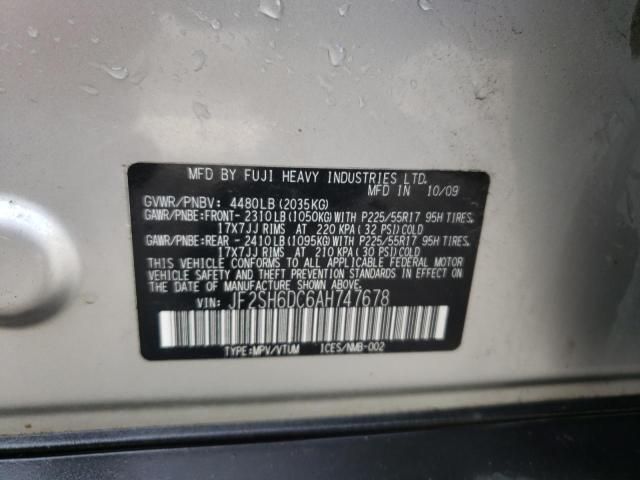 MFD BY FUJI HEAVY INDUSTRIES LTD.
MFD IN 10/09
GVWR/PNBV: 4480LB (2035KG)
GAWR/PNBE:FRONT- 2310LB(1050KG)WITH P225/55R17 95H TIRES,
17X7JJ RIMS AT 220 KPA( 32 PSI)COLD
GAWR/PNBE:REAR - 2410LB(1095KG)WITH P225/55R17 95H TIRES,
17X7JJ RIMS AT 210 KPA( 30 PSI)COLD
THIS VEHICLE CONFORMS TO ALL APPLICABLE FEDERAL MOTOR
VEHICLE SAFETY AND THEFT PREVENTION STANDARDS IN EFFECT ON
THE DATE OF MANUFACTURE SHOWN ABOVE.
VIN: JF2SH6DC6AH747678
TYPE:MPV/VTUM ICES/NMB-002